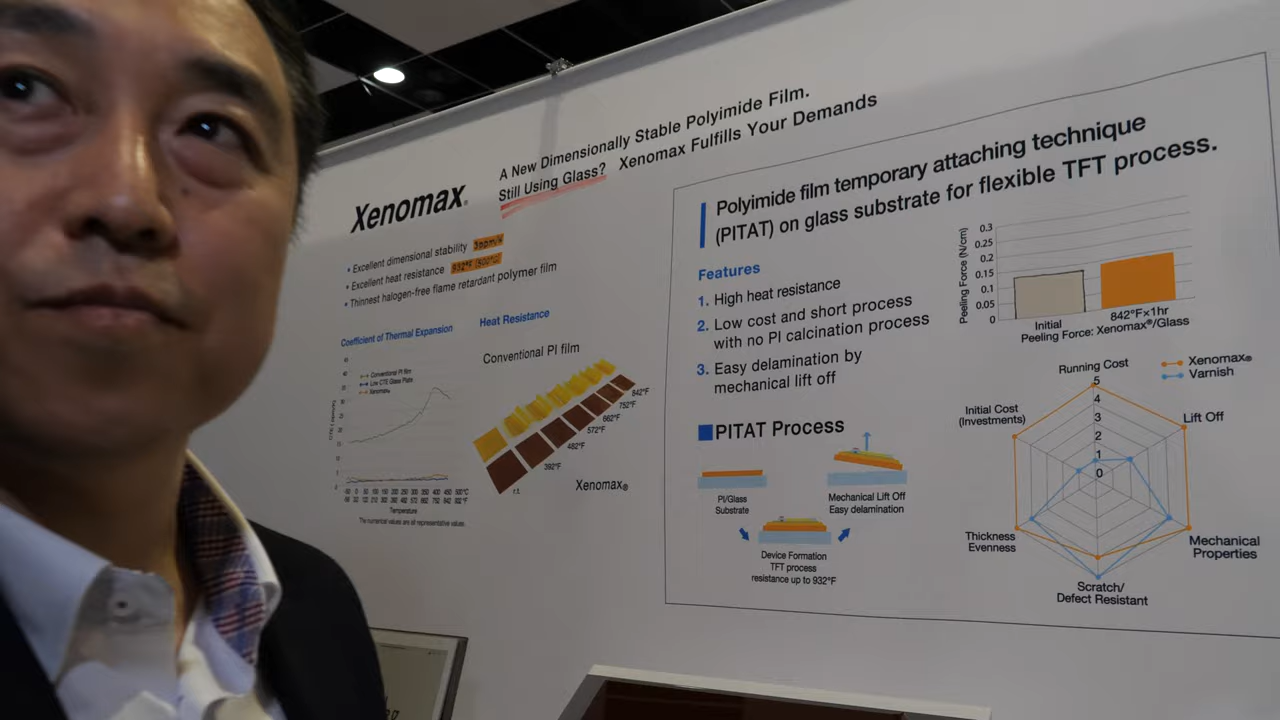 A New Dimensionally Stable Polyimide Film.
Still Using Glass? Xenomax Fulfills Your Demands
Xenomax®
• Excellent dimensional stability 3ppm/K
• Excellent heat resistance 932°F (500°C)
• Thinnest halogen-free flame retardant polymer film
Coefficient of Thermal Expansion
Conventional PI film
Low CTE Glass Plate
Xenomax®
Temperature
The numerical values are all representative values.
Heat Resistance
Conventional PI film
842°F
752°F
662°F
572°F
482°F
392°F
r.t.
Xenomax®
Polyimide film temporary attaching technique
(PITAT) on glass substrate for flexible TFT process.
Features
1. High heat resistance
2. Low cost and short process
with no PI calcination process
3. Easy delamination by
mechanical lift off
PITAT Process
PI/Glass
Substrate
Mechanical Lift Off
Easy delamination
Device Formation
TFT process
resistance up to 932°F
Peeling Force (N/cm)
0.3
0.25
0.2
0.15
0.1
0.05
0
Initial
842°F×1hr
Peeling Force: Xenomax®/Glass
Xenomax®
Varnish
Running Cost
5
4
3
2
1
0
Initial Cost
(Investments)
Lift Off
Thickness
Evenness
Mechanical
Properties
Scratch/
Defect Resistant